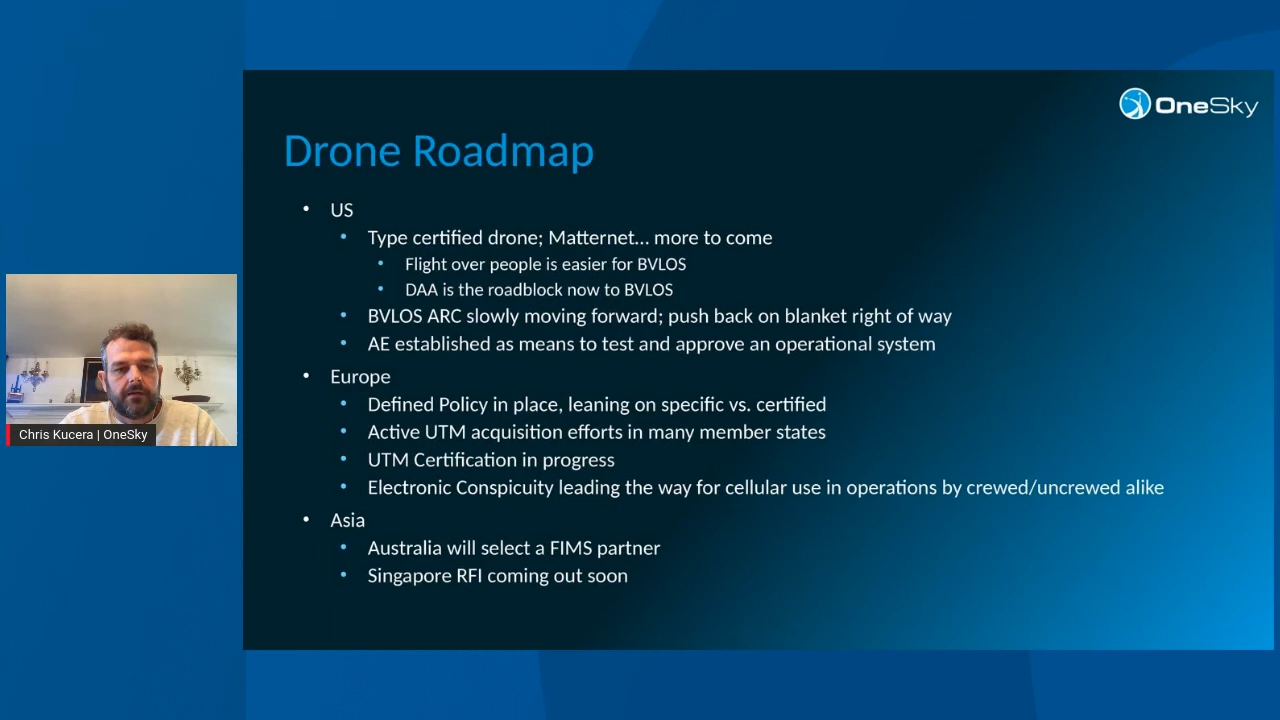 OneSky
Drone Roadmap
• US
• Type certified drone; Matternet... more to come
• Flight over people is easier for BVLOS
• DAA is the roadblock now to BVLOS
• BVLOS ARC slowly moving forward; push back on blanket right of way
• AE established as means to test and approve an operational system
• Europe
• Defined Policy in place, leaning on specific vs. certified
• Active UTM acquisition efforts in many member states
• UTM Certification in progress
• Electronic Conspicuity leading the way for cellular use in operations by crewed/uncrewed alike
• Asia
• Australia will select a FIMS partner
• Singapore RFI coming out soon
Chris Kucera | OneSky